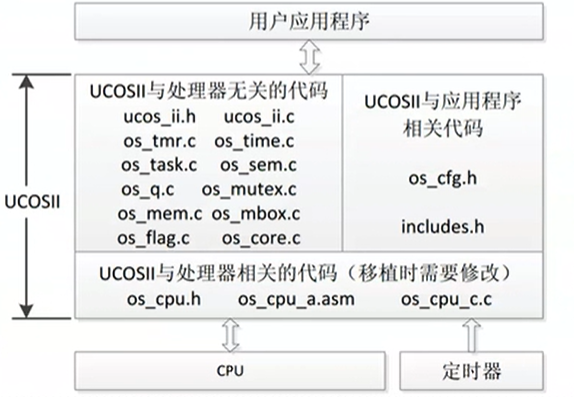 用户应用程序
UCOSII
UCOSII与处理器无关的代码
ucos_ii.h ucos_ii.c
os_tmr.c os_time.c
os_task.c os_sem.c
os_q.c os_mutex.c
os_mem.c os_mbox.c
os_flag.c os_core.c
UCOSII与应用程序
相关代码
os_cfg.h
includes.h
UCOSII与处理器相关的代码（移植时需要修改）
os_cpu.h os_cpu_a.asm os_cpu_c.c
CPU
定时器